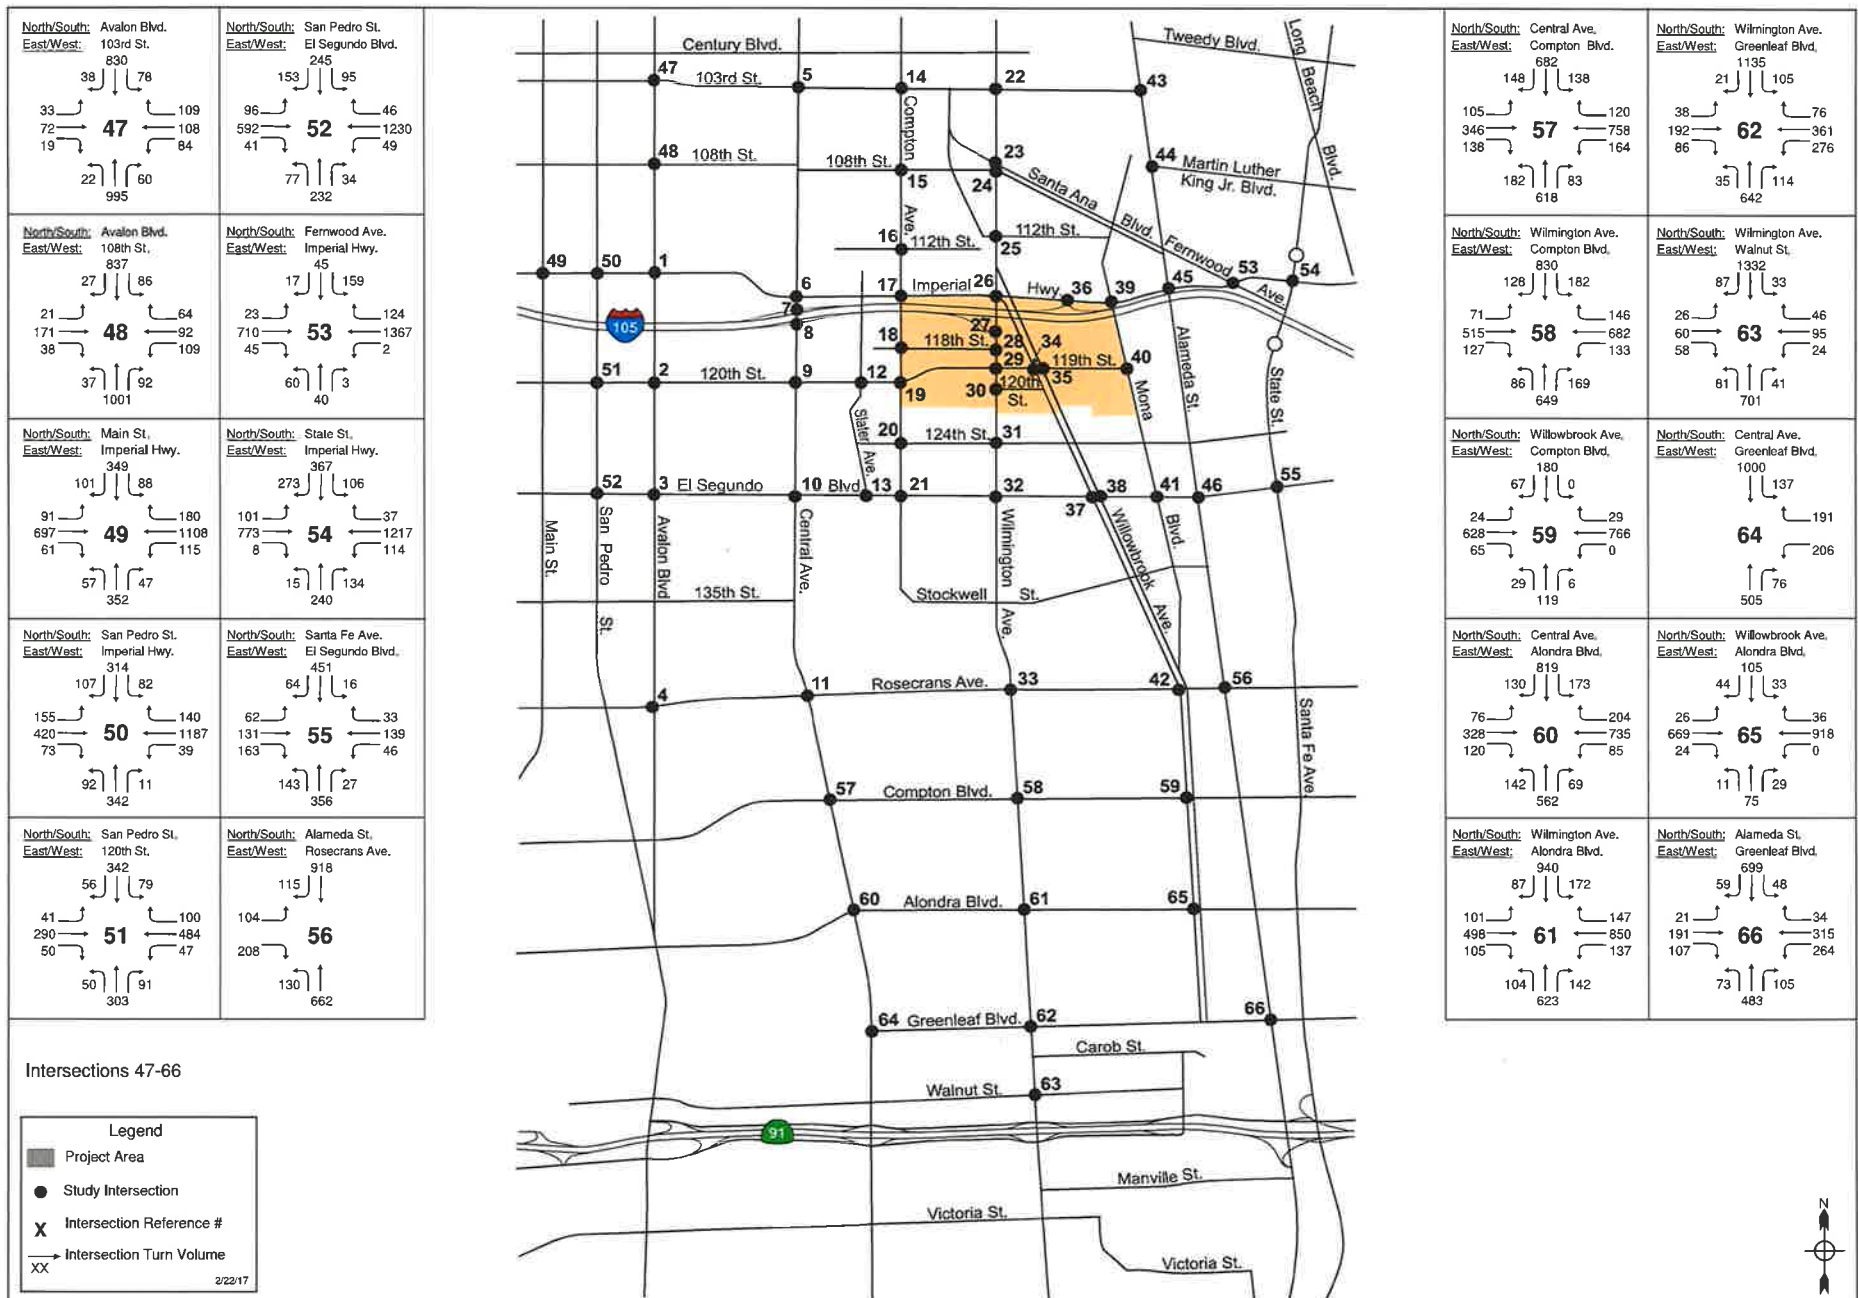 North/South: Avalon Blvd.
East/West: 103rd St.
830
38 78
33 109
72 47 108
19 84
22 60
995
North/South: San Pedro St.
East/West: El Segundo Blvd.
245
153 95
96 46
592 52 1230
41 49
77 34
232
North/South: Avalon Blvd.
East/West: 108th St.
837
27 86
21 64
171 48 92
38 109
37 92
1001
North/South: Fernwood Ave.
East/West: Imperial Hwy.
45
17 159
23 124
710 53 1367
45 2
60 3
40
North/South: Main St.
East/West: Imperial Hwy.
349
101 88
91 180
697 49 1108
61 115
57 47
352
North/South: State St.
East/West: Imperial Hwy.
367
273 106
101 37
773 54 1217
8 114
15 134
240
North/South: San Pedro St.
East/West: Imperial Hwy.
314
107 82
155 140
420 50 1187
73 39
92 11
342
North/South: Santa Fe Ave.
East/West: El Segundo Blvd.
451
64 16
62 33
131 55 139
163 46
143 27
356
North/South: San Pedro St.
East/West: 120th St.
342
56 79
41 100
290 51 484
50 47
50 91
303
North/South: Alameda St.
East/West: Rosecrans Ave.
918
115
104
56
208
130
662
Intersections 47-66
Legend
Project Area
Study Intersection
X Intersection Reference #
Intersection Turn Volume
XX
2/22/17
Century Blvd.
Tweedy Blvd.
Long Beach Blvd.
47 103rd St. 5 14 22 43
Compton Ave.
48 108th St. 108th St. 15 23 24 44
Martin Luther
King Jr. Blvd.
Santa Ana Blvd.
Fernwood Ave.
16 112th St. 25 112th St.
49 50 1 6 17 Imperial 26 Hwy. 36 39 45 53 54
105
7
8
27
18 118th St. 28 34
29 119th St. 40
51 2 120th St. 9 12 19 35
30 120th
St.
Slater Ave.
Mona Blvd.
Alameda St.
State St.
20 124th St. 31
52 3 El Segundo 10 Blvd 13 21 32 37 38 41 46 55
Main St.
San Pedro St.
Avalon Blvd
Central Ave.
Wilmington Ave.
Willowbrook Ave.
135th St.
Stockwell St.
Santa Fe Ave.
4 11 Rosecrans Ave. 33 42 56
57 Compton Blvd. 58 59
60 Alondra Blvd. 61 65
64 Greenleaf Blvd. 62 66
Carob St.
Walnut St. 63
91
Manville St.
Victoria St.
Victoria St.
North/South: Central Ave.
East/West: Compton Blvd.
682
148 138
105 120
346 57 758
138 164
182 83
618
North/South: Wilmington Ave.
East/West: Greenleaf Blvd.
1135
21 105
38 76
192 62 361
86 276
35 114
642
North/South: Wilmington Ave.
East/West: Compton Blvd.
830
128 182
71 146
515 58 682
127 133
86 169
649
North/South: Wilmington Ave.
East/West: Walnut St.
1332
87 33
26 46
60 63 95
58 24
81 41
701
North/South: Willowbrook Ave.
East/West: Compton Blvd.
180
67 0
24 29
628 59 766
65 0
29 6
119
North/South: Central Ave.
East/West: Greenleaf Blvd.
1000
137
191
64
206
76
505
North/South: Central Ave.
East/West: Alondra Blvd.
819
130 173
76 204
328 60 735
120 85
142 69
562
North/South: Willowbrook Ave.
East/West: Alondra Blvd.
105
44 33
26 36
669 65 918
24 0
11 29
75
North/South: Wilmington Ave.
East/West: Alondra Blvd.
940
87 172
101 147
498 61 850
105 137
104 142
623
North/South: Alameda St.
East/West: Greenleaf Blvd.
699
59 48
21 34
191 66 315
107 264
73 105
483
N